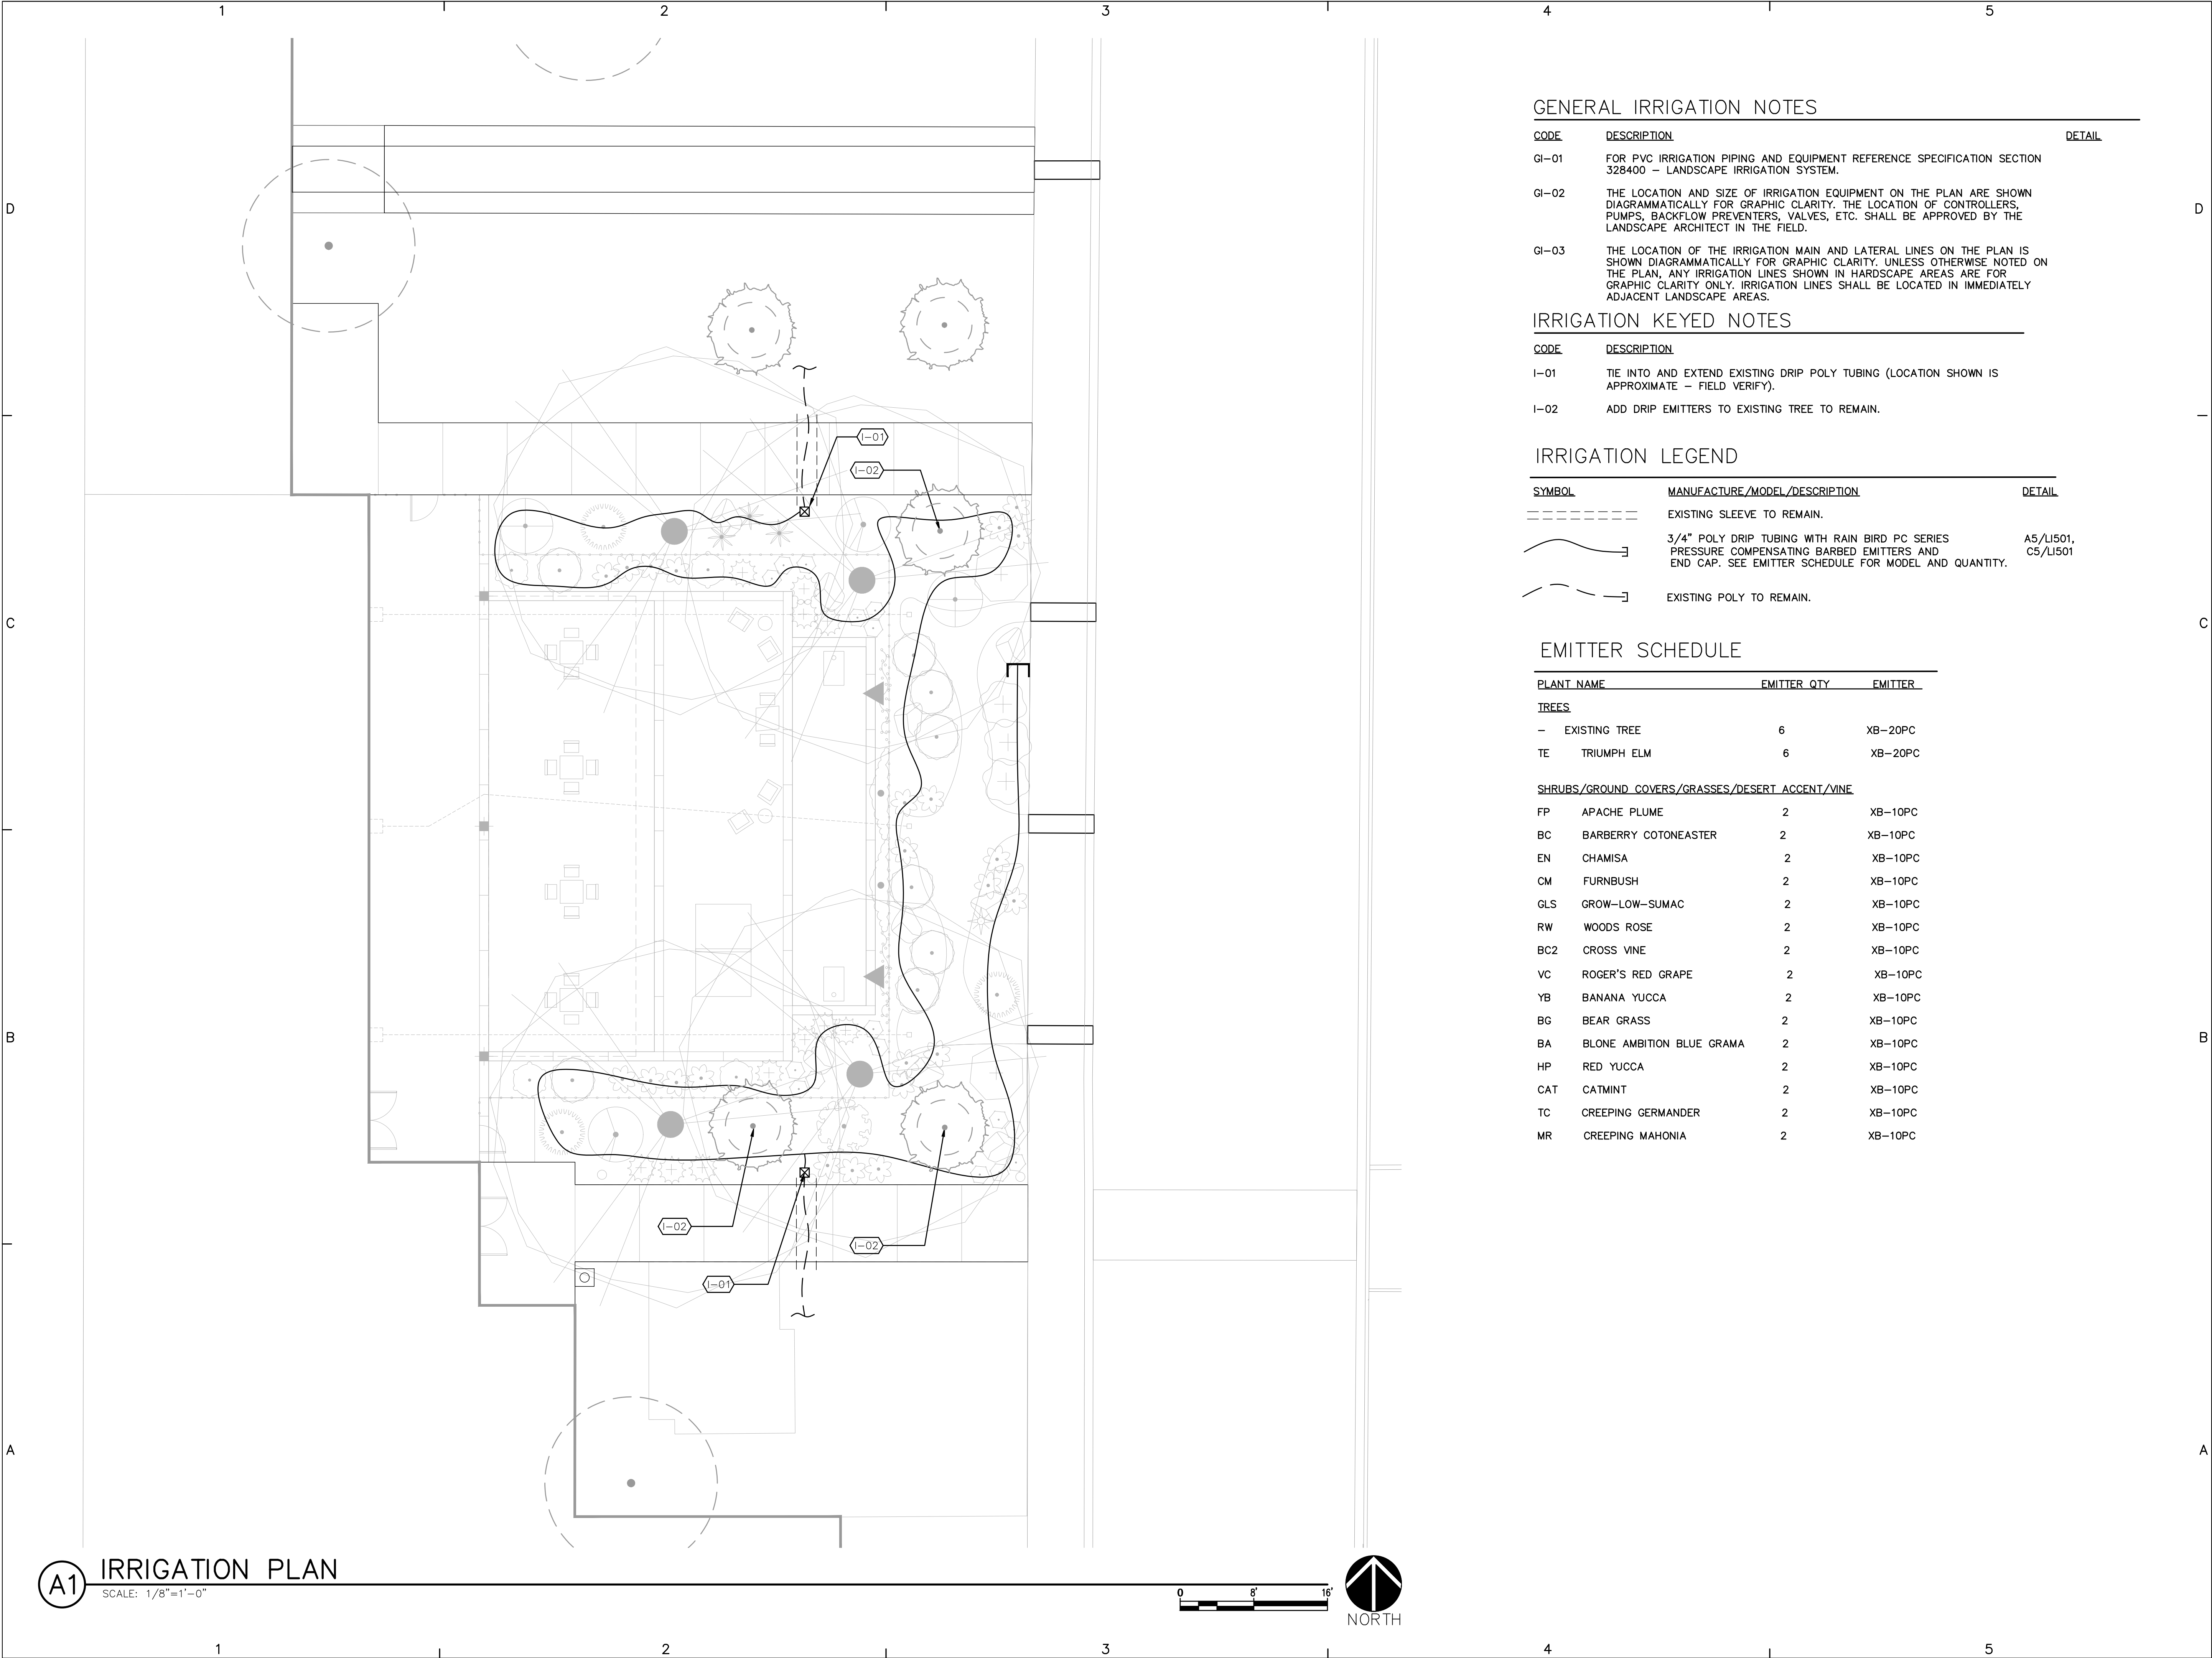 1 2 3 4 5
GENERAL IRRIGATION NOTES
CODE DESCRIPTION DETAIL
GI-01 FOR PVC IRRIGATION PIPING AND EQUIPMENT REFERENCE SPECIFICATION SECTION
328400 – LANDSCAPE IRRIGATION SYSTEM.
GI-02 THE LOCATION AND SIZE OF IRRIGATION EQUIPMENT ON THE PLAN ARE SHOWN
DIAGRAMMATICALLY FOR GRAPHIC CLARITY. THE LOCATION OF CONTROLLERS,
PUMPS, BACKFLOW PREVENTERS, VALVES, ETC. SHALL BE APPROVED BY THE
LANDSCAPE ARCHITECT IN THE FIELD.
GI-03 THE LOCATION OF THE IRRIGATION MAIN AND LATERAL LINES ON THE PLAN IS
SHOWN DIAGRAMMATICALLY FOR GRAPHIC CLARITY. UNLESS OTHERWISE NOTED ON
THE PLAN, ANY IRRIGATION LINES SHOWN IN HARDSCAPE AREAS ARE FOR
GRAPHIC CLARITY ONLY. IRRIGATION LINES SHALL BE LOCATED IN IMMEDIATELY
ADJACENT LANDSCAPE AREAS.
IRRIGATION KEYED NOTES
CODE DESCRIPTION
I-01 TIE INTO AND EXTEND EXISTING DRIP POLY TUBING (LOCATION SHOWN IS
APPROXIMATE – FIELD VERIFY).
I-02 ADD DRIP EMITTERS TO EXISTING TREE TO REMAIN.
IRRIGATION LEGEND
SYMBOL MANUFACTURE/MODEL/DESCRIPTION DETAIL
EXISTING SLEEVE TO REMAIN.
3/4" POLY DRIP TUBING WITH RAIN BIRD PC SERIES A5/LI501,
PRESSURE COMPENSATING BARBED EMITTERS AND C5/LI501
END CAP. SEE EMITTER SCHEDULE FOR MODEL AND QUANTITY.
EXISTING POLY TO REMAIN.
EMITTER SCHEDULE
PLANT NAME EMITTER QTY EMITTER
TREES
– EXISTING TREE 6 XB-20PC
TE TRIUMPH ELM 6 XB-20PC
SHRUBS/GROUND COVERS/GRASSES/DESERT ACCENT/VINE
FP APACHE PLUME 2 XB-10PC
BC BARBERRY COTONEASTER 2 XB-10PC
EN CHAMISA 2 XB-10PC
CM FURNBUSH 2 XB-10PC
GLS GROW-LOW-SUMAC 2 XB-10PC
RW WOODS ROSE 2 XB-10PC
BC2 CROSS VINE 2 XB-10PC
VC ROGER'S RED GRAPE 2 XB-10PC
YB BANANA YUCCA 2 XB-10PC
BG BEAR GRASS 2 XB-10PC
BA BLONE AMBITION BLUE GRAMA 2 XB-10PC
HP RED YUCCA 2 XB-10PC
CAT CATMINT 2 XB-10PC
TC CREEPING GERMANDER 2 XB-10PC
MR CREEPING MAHONIA 2 XB-10PC
D D
C C
B B
A A
I-01
I-02
I-02
I-02
I-01
A1 IRRIGATION PLAN
SCALE: 1/8"=1'-0"
0 8' 16'
NORTH
1 2 3 4 5